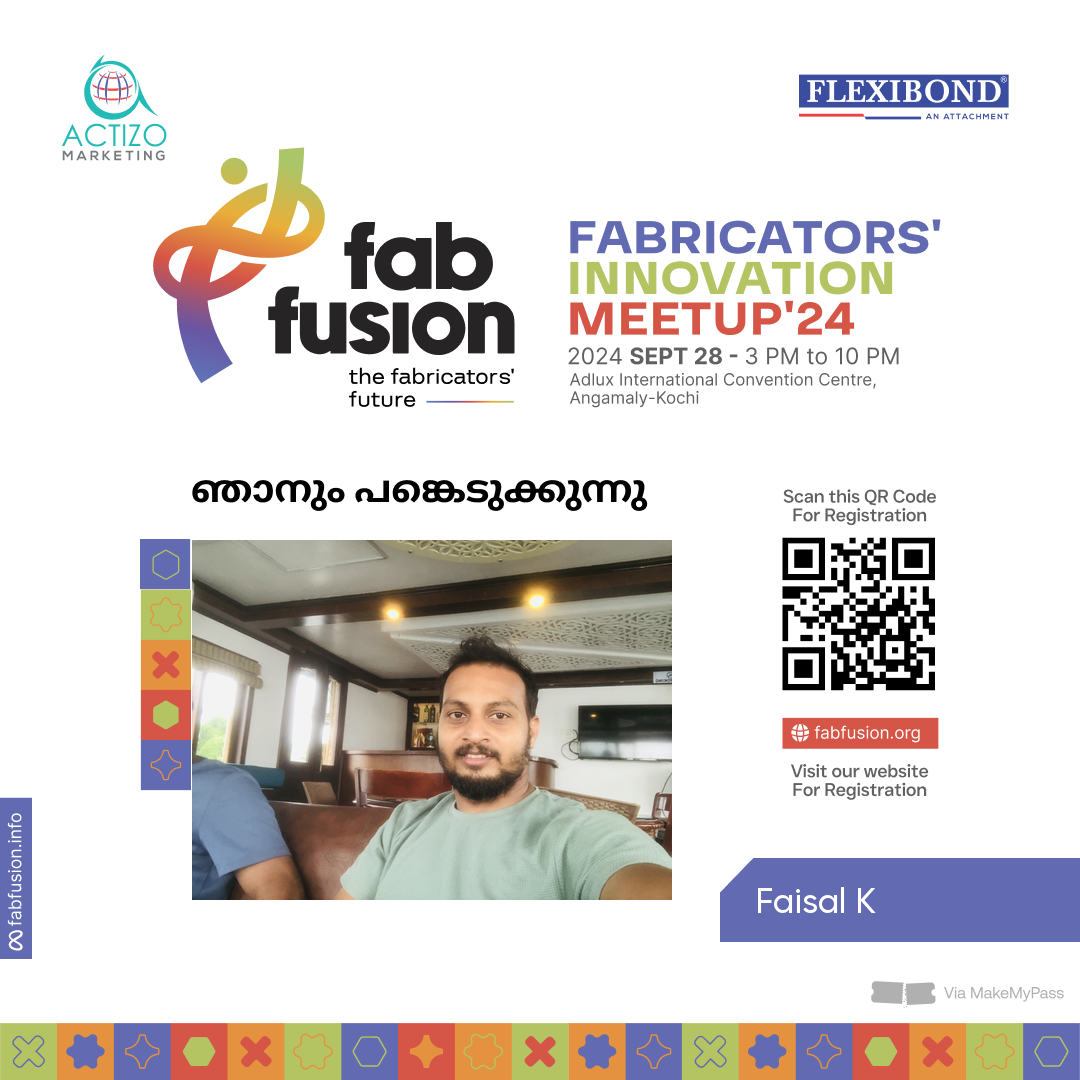 ACTIZO
MARKETING
FLEXIBOND®
AN ATTACHMENT
fab
fusion
the fabricators'
future
FABRICATORS'
INNOVATION
MEETUP'24
2024 SEPT 28 - 3 PM to 10 PM
Adlux International Convention Centre,
Angamaly-Kochi
ഞാനും പങ്കെടുക്കുന്നു
Scan this QR Code
For Registration
fabfusion.org
Visit our website
For Registration
fabfusion.info
Faisal K
Via MakeMyPass